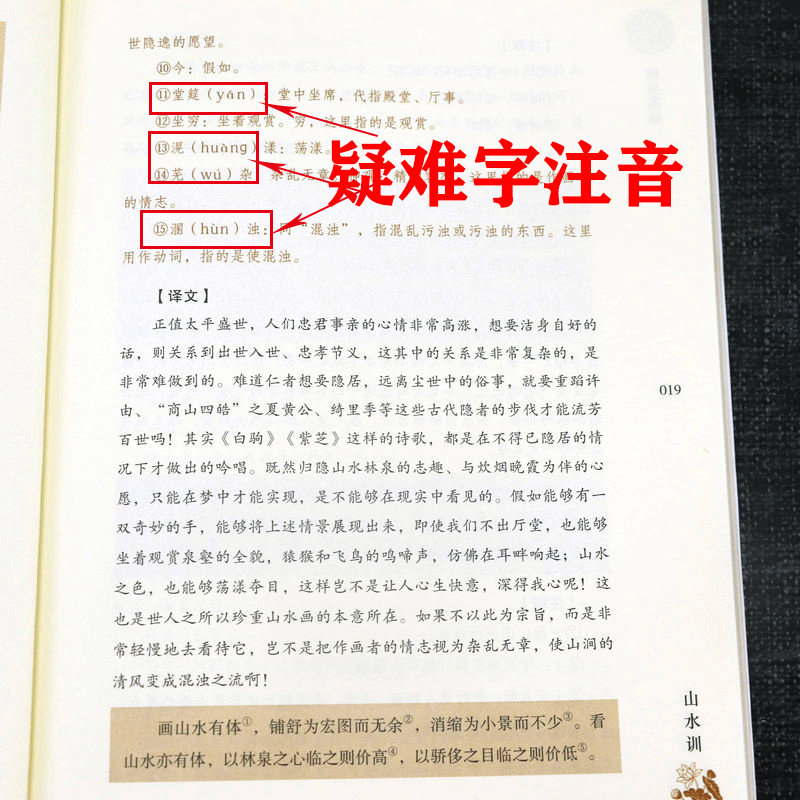 世隐逸的愿望。
⑩今：假如。
⑪堂筵（yán）：堂中坐席，代指殿堂、厅事。
⑫坐穷：坐着观赏。穷，这里指的是观赏。
⑬滉（huàng）漾：荡漾。
疑难字注音
⑭芜（wú）杂：杂乱无章
的情志。
⑮溷（hùn）浊：同“混浊”，指混乱污浊或污浊的东西。这里
用作动词，指的是使混浊。
【译文】
正值太平盛世，人们忠君事亲的心情非常高涨，想要洁身自好的
话，则关系到出世入世、忠孝节义，这其中的关系是非常复杂的，是
非常难做到的。难道仁者想要隐居，远离尘世中的俗事，就要重蹈许
由、“商山四皓”之夏黄公、绮里季等这些古代隐者的步伐才能流芳
百世吗！其实《白驹》《紫芝》这样的诗歌，都是在不得已隐居的情
况下才做出的吟唱。既然归隐山水林泉的志趣、与炊烟晚霞为伴的心
愿，只能在梦中才能实现，是不能够在现实中看见的。假如能够有一
双奇妙的手，能够将上述情景展现出来，即使我们不出厅堂，也能够
坐着观赏泉壑的全貌，猿猴和飞鸟的鸣啼声，仿佛在耳畔响起；山水
之色，也能够荡漾夺目，这样岂不是让人心生快意，深得我心呢！这
也是世人之所以珍重山水画的本意所在。如果不以此为宗旨，而是非
常轻慢地去看待它，岂不是把作画者的情志视为杂乱无章，使山涧的
清风变成混浊之流啊！
画山水有体①，铺舒为宏图而无余②，消缩为小景而不少③。看
山水亦有体，以林泉之心临之则价高④，以骄侈之目临之则价低⑤。
019
山水训